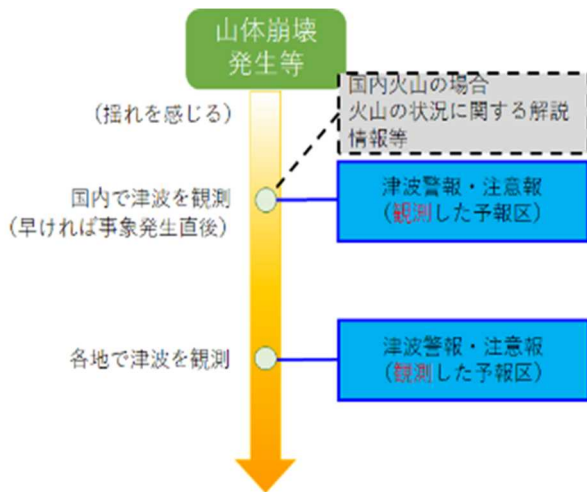 山体崩壊
発生等
(揺れを感じる)
国内火山の場合
火山の状況に関する解説
情報等
国内で津波を観測
(早ければ事象発生直後)
津波警報・注意報
(観測した予報区)
各地で津波を観測
津波警報・注意報
(観測した予報区)